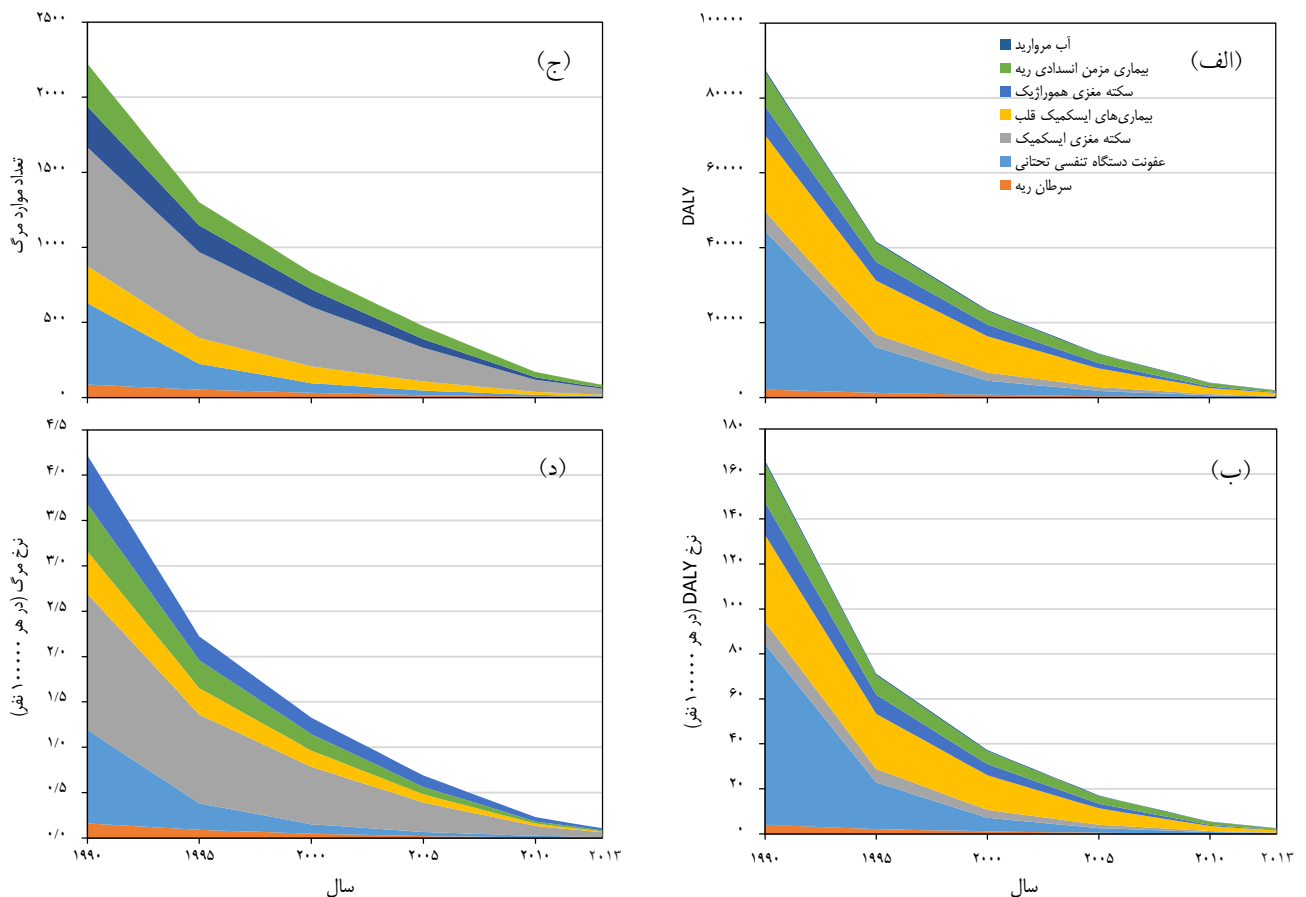 (الف)
DALY
۱۰۰۰۰۰
۸۰۰۰۰
۶۰۰۰۰
۴۰۰۰۰
۲۰۰۰۰
۰
آب مروارید
بیماری مزمن انسدادی ریه
سکته مغزی هموراژیک
بیماری‌های ایسکمیک قلب
سکته مغزی ایسکمیک
عفونت دستگاه تنفسی تحتانی
سرطان ریه
(ج)
تعداد موارد مرگ
۲۵۰۰
۲۰۰۰
۱۵۰۰
۱۰۰۰
۵۰۰
۰
(ب)
نرخ DALY (در هر ۱۰۰۰۰۰ نفر)
۱۸۰
۱۶۰
۱۴۰
۱۲۰
۱۰۰
۸۰
۶۰
۴۰
۲۰
۰
۱۹۹۰ ۱۹۹۵ ۲۰۰۰ ۲۰۰۵ ۲۰۱۰ ۲۰۱۳
سال
(د)
نرخ مرگ (در هر ۱۰۰۰۰۰ نفر)
۴/۵
۴/۰
۳/۵
۳/۰
۲/۵
۲/۰
۱/۵
۱/۰
۰/۵
۰/۰
۱۹۹۰ ۱۹۹۵ ۲۰۰۰ ۲۰۰۵ ۲۰۱۰ ۲۰۱۳
سال